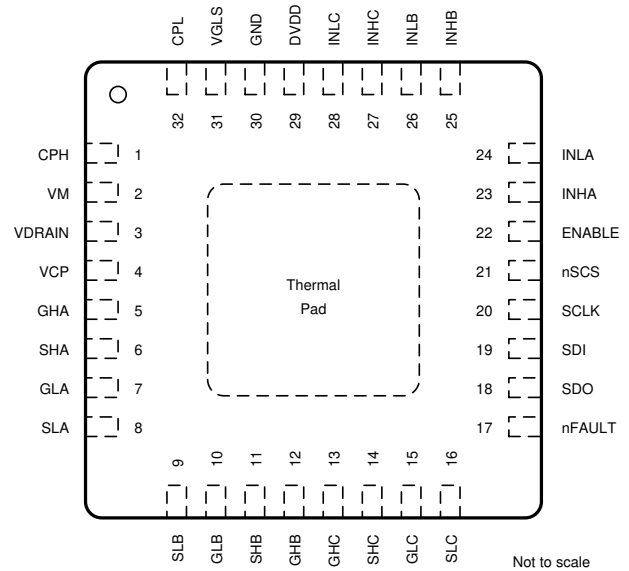 CPL
VGLS
GND
DVDD
INLC
INHC
INLB
INHB
32
31
30
29
28
27
26
25
CPH 1
VM 2
VDRAIN 3
VCP 4
GHA 5
SHA 6
GLA 7
SLA 8
Thermal
Pad
24 INLA
23 INHA
22 ENABLE
21 nSCS
20 SCLK
19 SDI
18 SDO
17 nFAULT
9
10
11
12
13
14
15
16
SLB
GLB
SHB
GHB
GHC
SHC
GLC
SLC
Not to scale